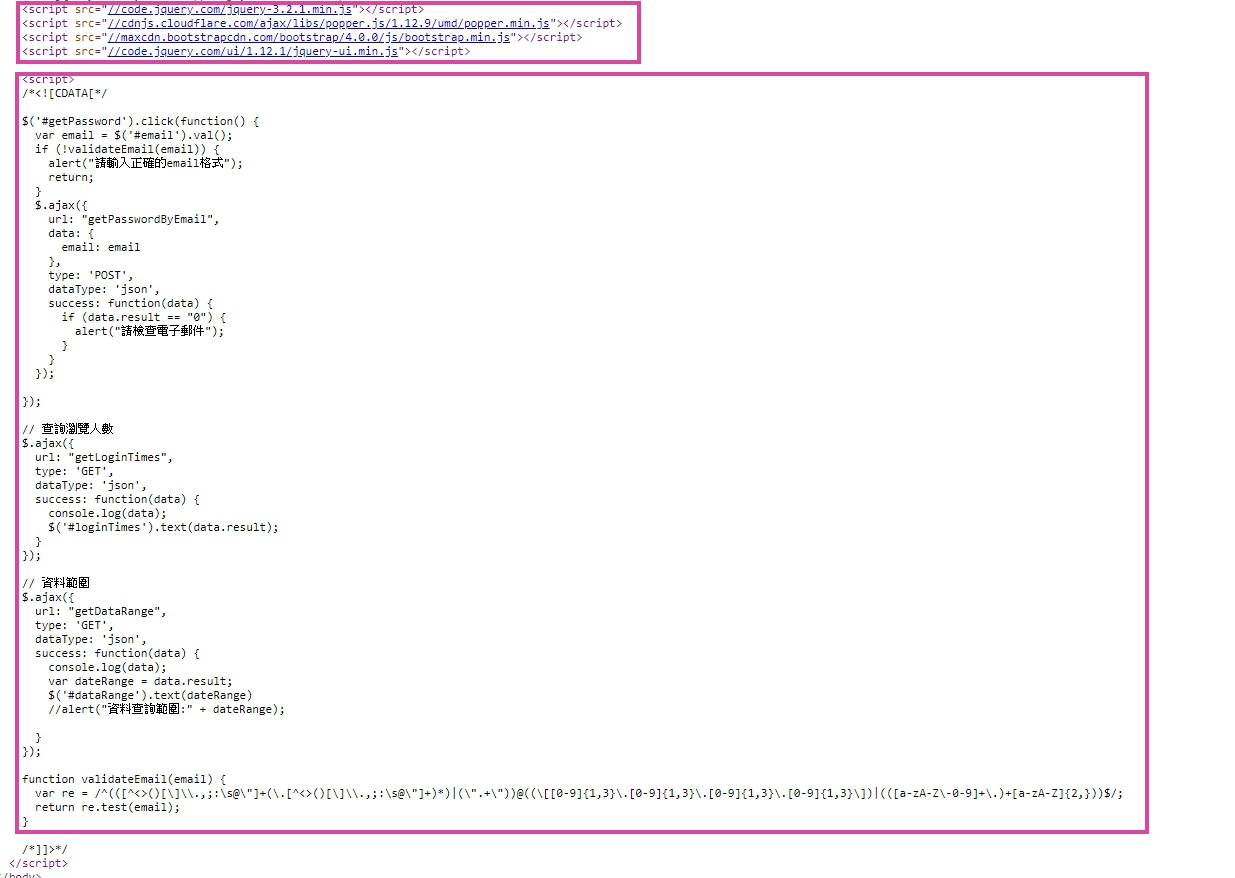 <script src="//code.jquery.com/jquery-3.2.1.min.js"></script>
<script src="//cdnjs.cloudflare.com/ajax/libs/popper.js/1.12.9/umd/popper.min.js"></script>
<script src="//maxcdn.bootstrapcdn.com/bootstrap/4.0.0/js/bootstrap.min.js"></script>
<script src="//code.jquery.com/ui/1.12.1/jquery-ui.min.js"></script>
<script>
/*<![CDATA[*/
$('#getPassword').click(function() {
var email = $('#email').val();
if (!validateEmail(email)) {
alert("請輸入正確的email格式");
return;
}
$.ajax({
url: "getPasswordByEmail",
data: {
email: email
},
type: 'POST',
dataType: 'json',
success: function(data) {
if (data.result == "0") {
alert("請檢查電子郵件");
}
}
});
});
// 查詢瀏覽人數
$.ajax({
url: "getLoginTimes",
type: 'GET',
dataType: 'json',
success: function(data) {
console.log(data);
$('#loginTimes').text(data.result);
}
});
// 資料範圍
$.ajax({
url: "getDataRange",
type: 'GET',
dataType: 'json',
success: function(data) {
console.log(data);
var dateRange = data.result;
$('#dataRange').text(dateRange)
//alert("資料查詢範圍:" + dateRange);
}
});
function validateEmail(email) {
var re = /^(([^<>()[\]\\.,;:\s@\"]+(\.[^<>()[\]\\.,;:\s@\"]+)*)|(\".+\"))@((\[[0-9]{1,3}\.[0-9]{1,3}\.[0-9]{1,3}\.[0-9]{1,3}\])|(([a-zA-Z\-0-9]+\.)+[a-zA-Z]{2,}))$/;
return re.test(email);
}
/*]]>*/
</script>
</body>